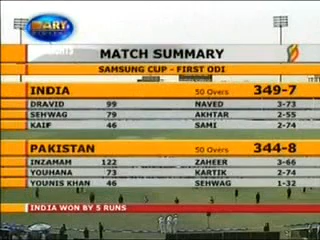 ARY
DIGITAL
SPORTS
MATCH SUMMARY
SAMSUNG CUP - FIRST ODI
INDIA 50 Overs 349-7
DRAVID 99 NAVED 3-73
SEHWAG 79 AKHTAR 2-55
KAIF 46 SAMI 2-74
PAKISTAN 50 Overs 344-8
INZAMAM 122 ZAHEER 3-66
YOUHANA 73 KARTIK 2-74
YOUNIS KHAN 46 SEHWAG 1-32
INDIA WON BY 5 RUNS